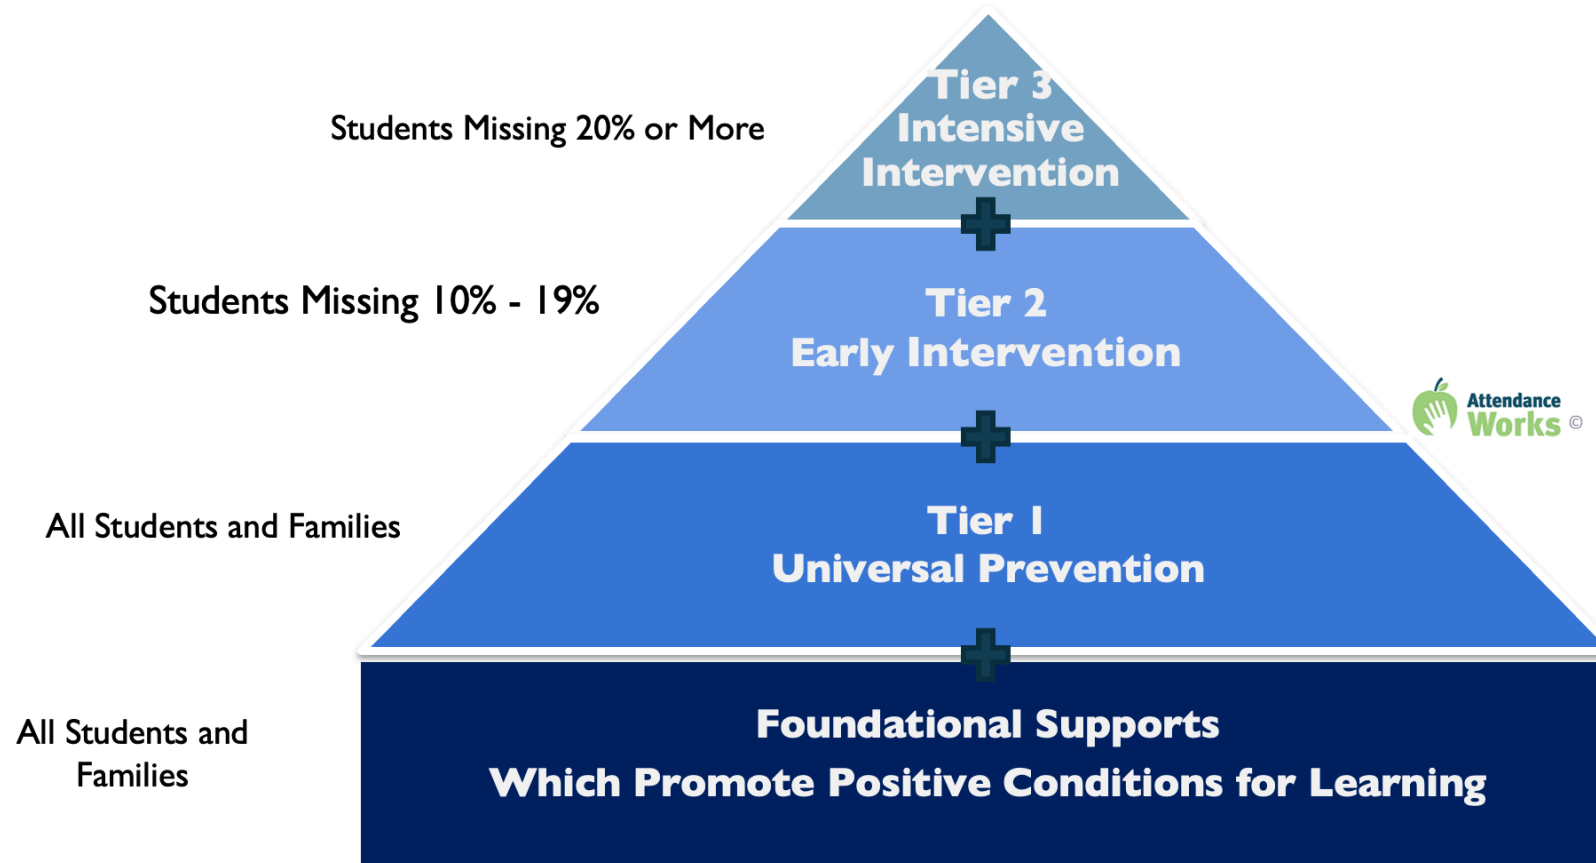 Students Missing 20% or More
Tier 3
Intensive
Intervention
Students Missing 10% - 19%
Tier 2
Early Intervention
Attendance
Works ©
All Students and Families
Tier 1
Universal Prevention
All Students and
Families
Foundational Supports
Which Promote Positive Conditions for Learning